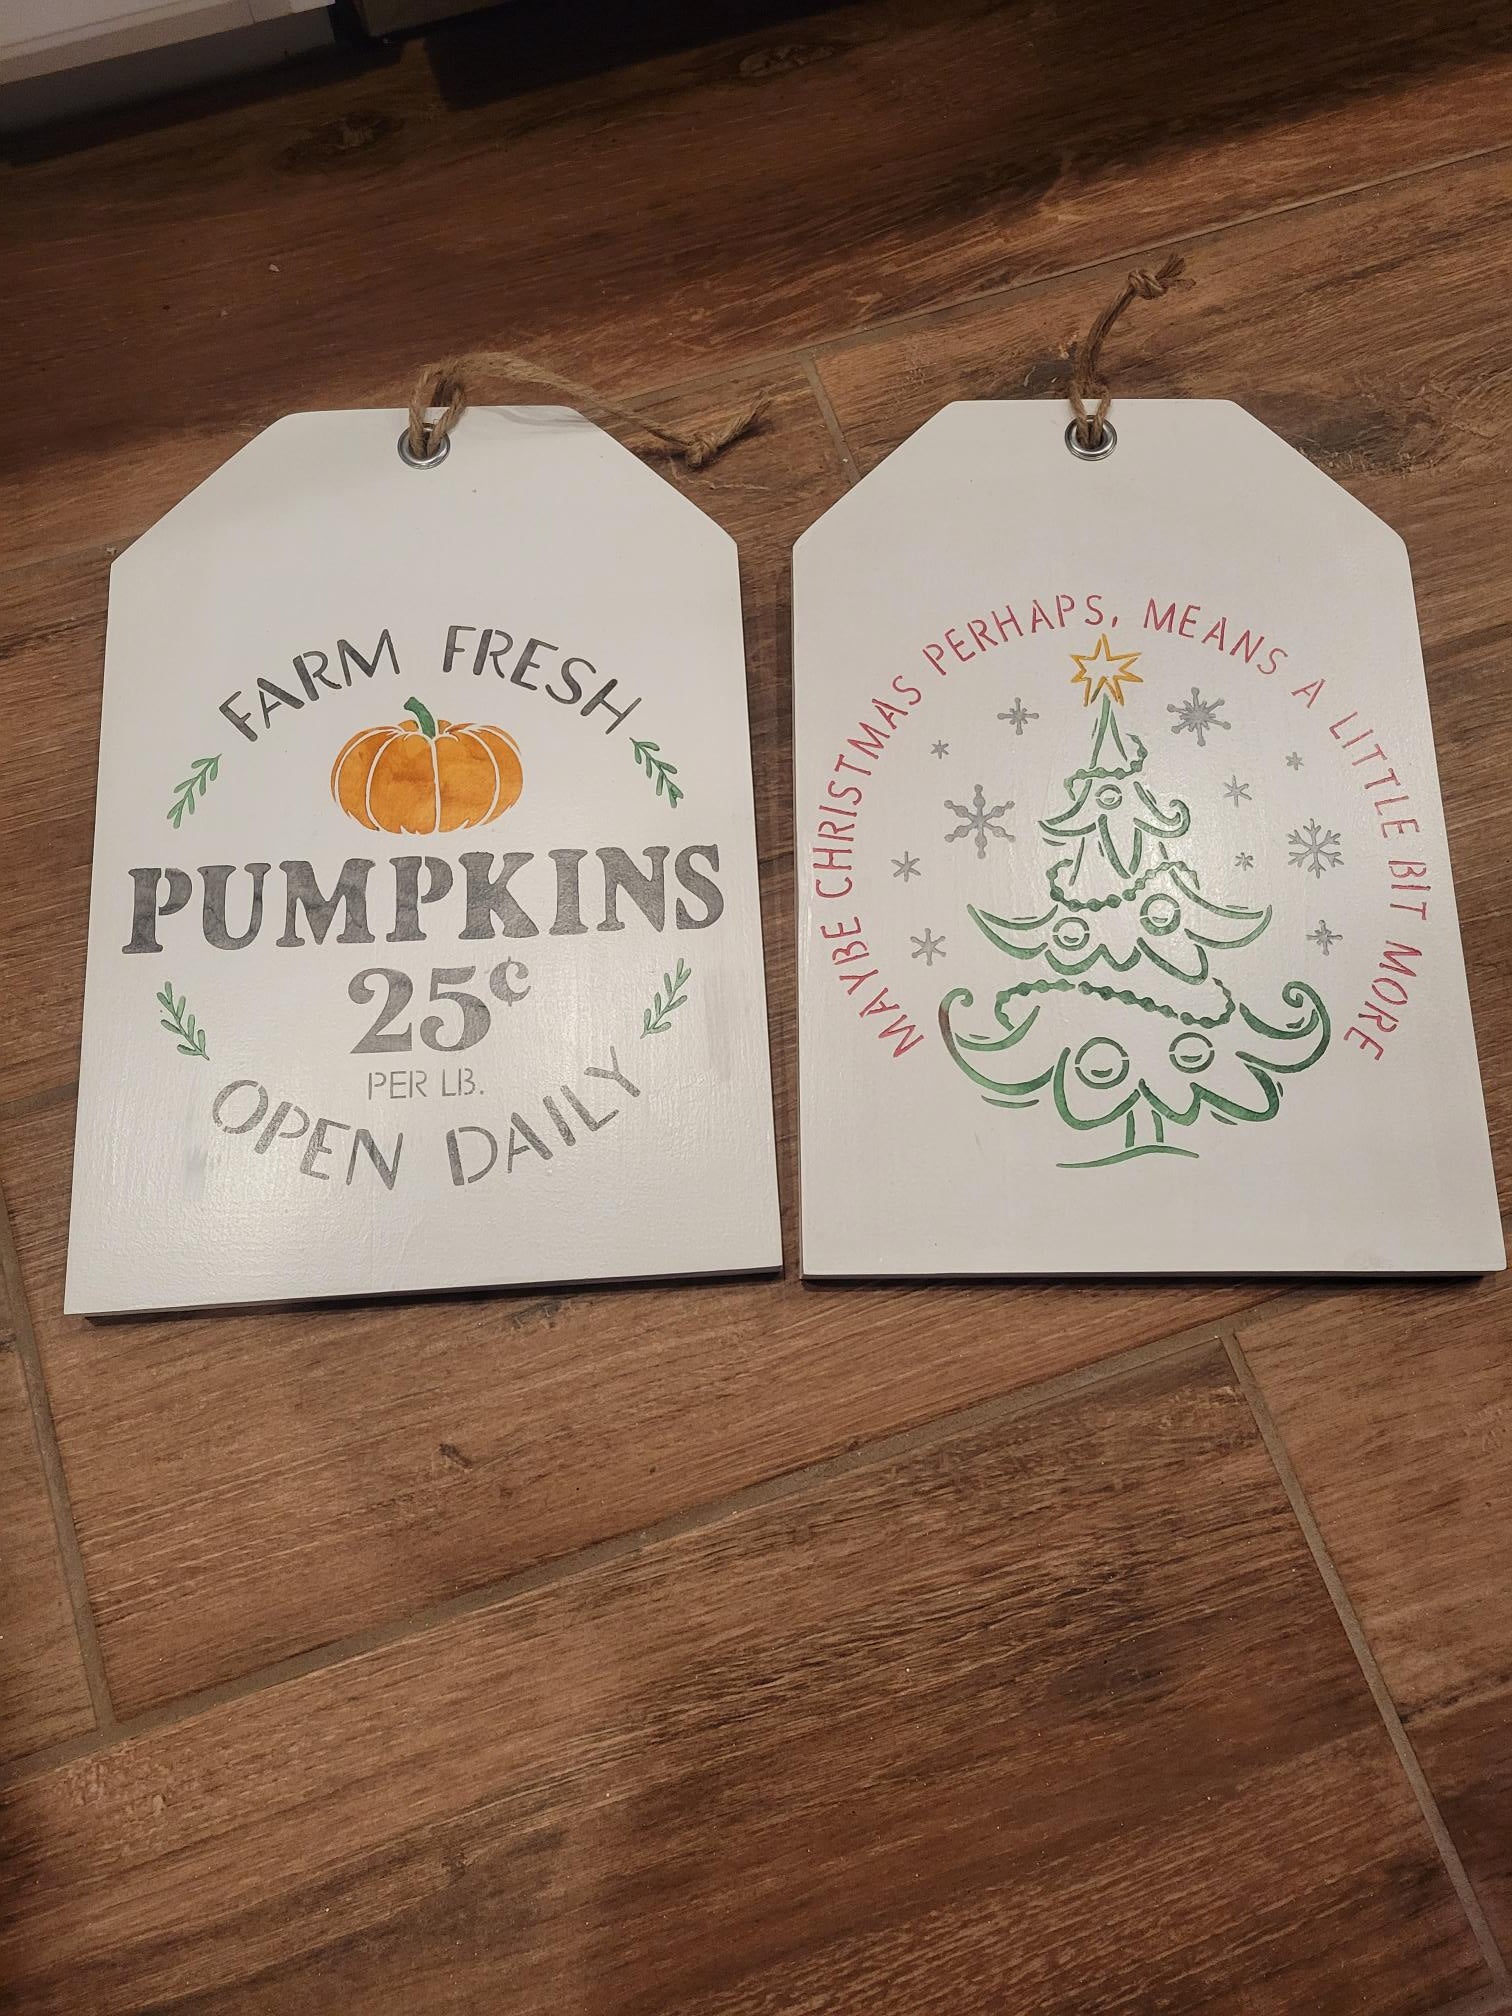 FARM FRESH
PUMPKINS
25¢
PER LB.
OPEN DAILY
MAYBE CHRISTMAS PERHAPS, MEANS A LITTLE BIT MORE